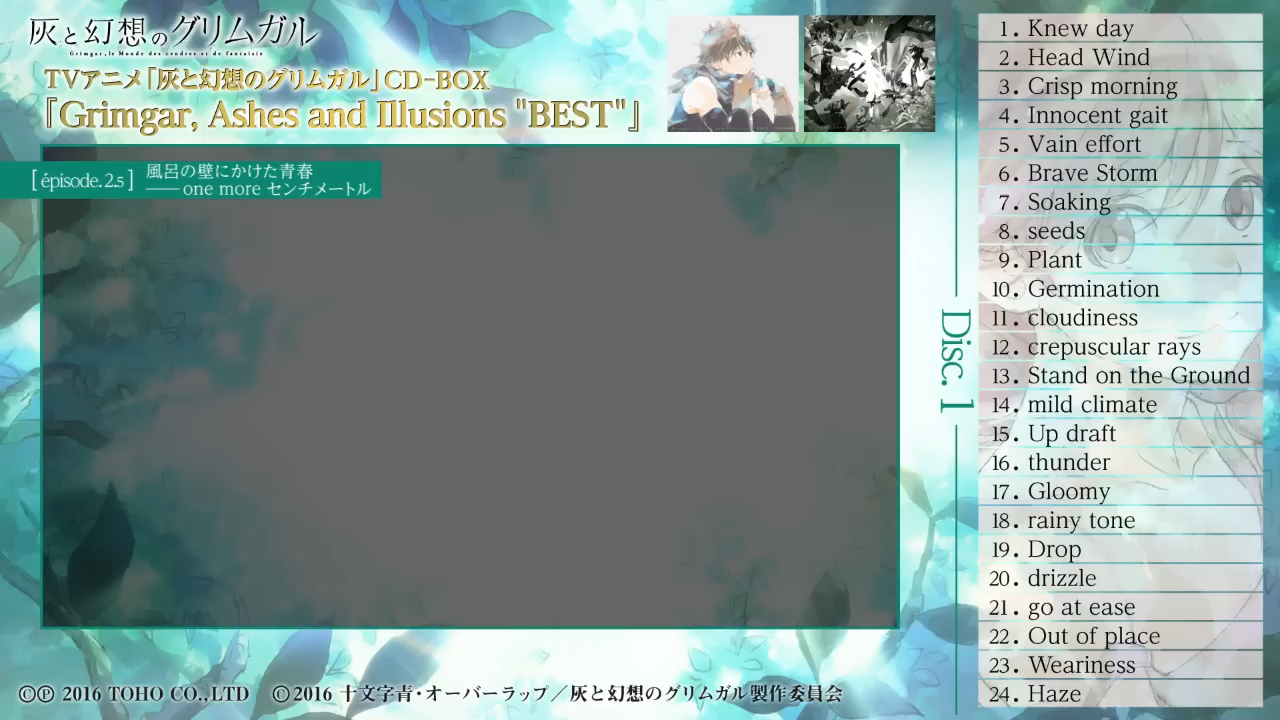 灰と幻想のグリムガル
Grimgar, le Monde des cendres et de fantaisie
TVアニメ「灰と幻想のグリムガル」CD-BOX
『Grimgar, Ashes and Illusions "BEST"』
[épisode.2.5]
風呂の壁にかけた青春
――one more センチメートル
Disc. 1
1. Knew day
2. Head Wind
3. Crisp morning
4. Innocent gait
5. Vain effort
6. Brave Storm
7. Soaking
8. seeds
9. Plant
10. Germination
11. cloudiness
12. crepuscular rays
13. Stand on the Ground
14. mild climate
15. Up draft
16. thunder
17. Gloomy
18. rainy tone
19. Drop
20. drizzle
21. go at ease
22. Out of place
23. Weariness
24. Haze
©℗ 2016 TOHO CO.,LTD ©2016 十文字青・オーバーラップ／灰と幻想のグリムガル製作委員会